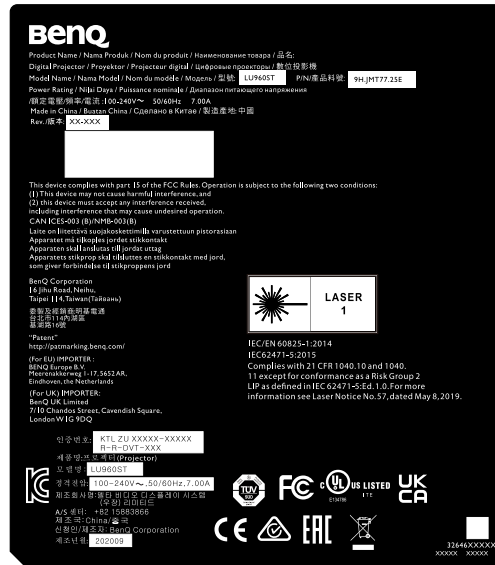 BenQ
Product Name / Nama Produk / Nom du produit / Наименование товара / 品名:
Digital Projector / Proyektor / Projecteur digital / Цифровые проекторы / 數位投影機
Model Name / Nama Model / Nom du modèle / Модель / 型號: LU960ST P/N/產品料號: 9H.JMT77.25E
Power Rating / Nilai Daya / Puissance nominale / Диапазон питающего напряжения
/額定電壓/頻率/電流 :100-240V～ 50/60Hz 7.00A
Made in China / Buatan China / Сделано в Китае / 製造產地: 中國
Rev./版本: XX-XXX
This device complies with part 15 of the FCC Rules. Operation is subject to the following two conditions:
(1) This device may not cause harmful interference, and
(2) this device must accept any interference received,
including interference that may cause undesired operation.
CAN ICES-003 (B)/NMB-003(B)
Laite on liitettävä suojakoskettimilla varustettuun pistorasiaan
Apparatet må tilkoples jordet stikkontakt
Apparaten skall anslutas till jordat uttag
Apparatets stikprop skal tilsluttes en stikkontakt med jord,
som giver forbindelse til stikproppens jord
BenQ Corporation
16 Jihu Road, Neihu,
Taipei 114, Taiwan(Тайвань)
委製及經銷商:明基電通
台北市114內湖區
基湖路16號
"Patent"
http://patmarking.benq.com/
(For EU) IMPORTER :
BENQ Europe B.V.
Meerenakkerweg 1-17, 5652 AR,
Eindhoven, the Netherlands
(For UK) IMPORTER:
BenQ UK Limited
7/10 Chandos Street, Cavendish Square,
London W1G 9DQ
LASER
1
IEC/EN 60825-1:2014
IEC62471-5:2015
Complies with 21 CFR 1040.10 and 1040.
11 except for conformance as a Risk Group 2
LIP as defined in IEC 62471-5:Ed.1.0. For more
information see Laser Notice No. 57, dated May 8, 2019.
인증번호: KTL ZU XXXXX-XXXXX
R-R-DVT-XXX
제품명:프로젝터(Projector)
모델명: LU960ST
정격전압: 100-240V～,50/60Hz,7.00A
제조회사명:델타 비디오 디스플레이 시스템
(우장) 리미티드
A/S 센터: +82 15883866
제조국:China/중국
신청인/제조자: BenQ Corporation
제조년월: 202009
TÜV
FC
C UL US LISTED
ITE
E134796
UK
CA
CE
EAC
32646XXXXX
XXXXX XXXXX